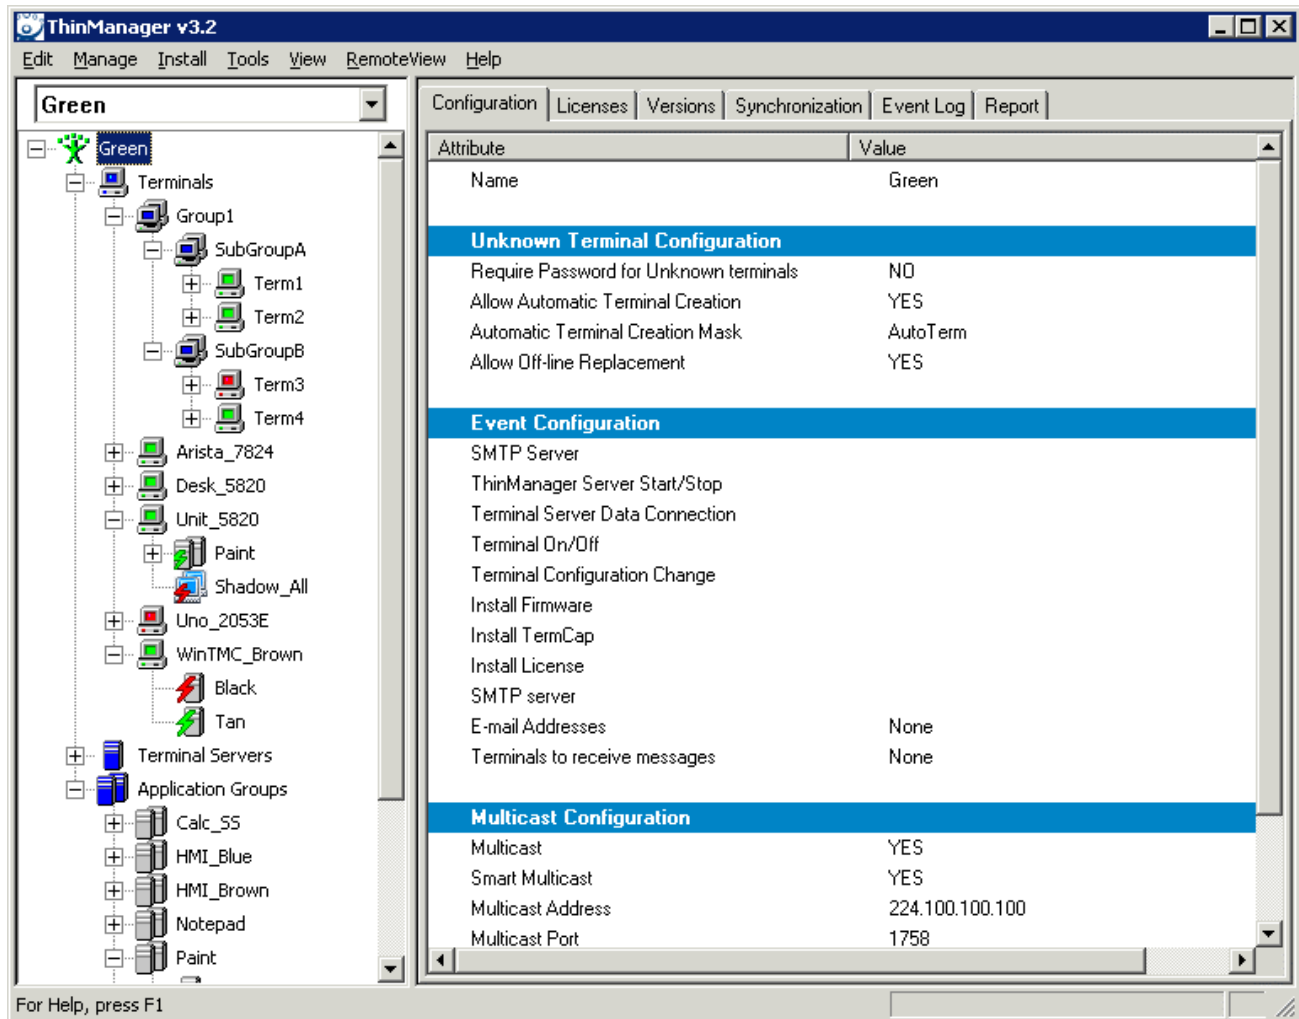 ThinManager v3.2
Edit Manage Install Tools View RemoteView Help
Green
Green
Terminals
Group1
SubGroupA
Term1
Term2
SubGroupB
Term3
Term4
Arista_7824
Desk_5820
Unit_5820
Paint
Shadow_All
Uno_2053E
WinTMC_Brown
Black
Tan
Terminal Servers
Application Groups
Calc_SS
HMI_Blue
HMI_Brown
Notepad
Paint
Configuration Licenses Versions Synchronization Event Log Report
Attribute Value
Name Green
Unknown Terminal Configuration
Require Password for Unknown terminals NO
Allow Automatic Terminal Creation YES
Automatic Terminal Creation Mask AutoTerm
Allow Off-line Replacement YES
Event Configuration
SMTP Server
ThinManager Server Start/Stop
Terminal Server Data Connection
Terminal On/Off
Terminal Configuration Change
Install Firmware
Install TermCap
Install License
SMTP server
E-mail Addresses None
Terminals to receive messages None
Multicast Configuration
Multicast YES
Smart Multicast YES
Multicast Address 224.100.100.100
Multicast Port 1758
For Help, press F1